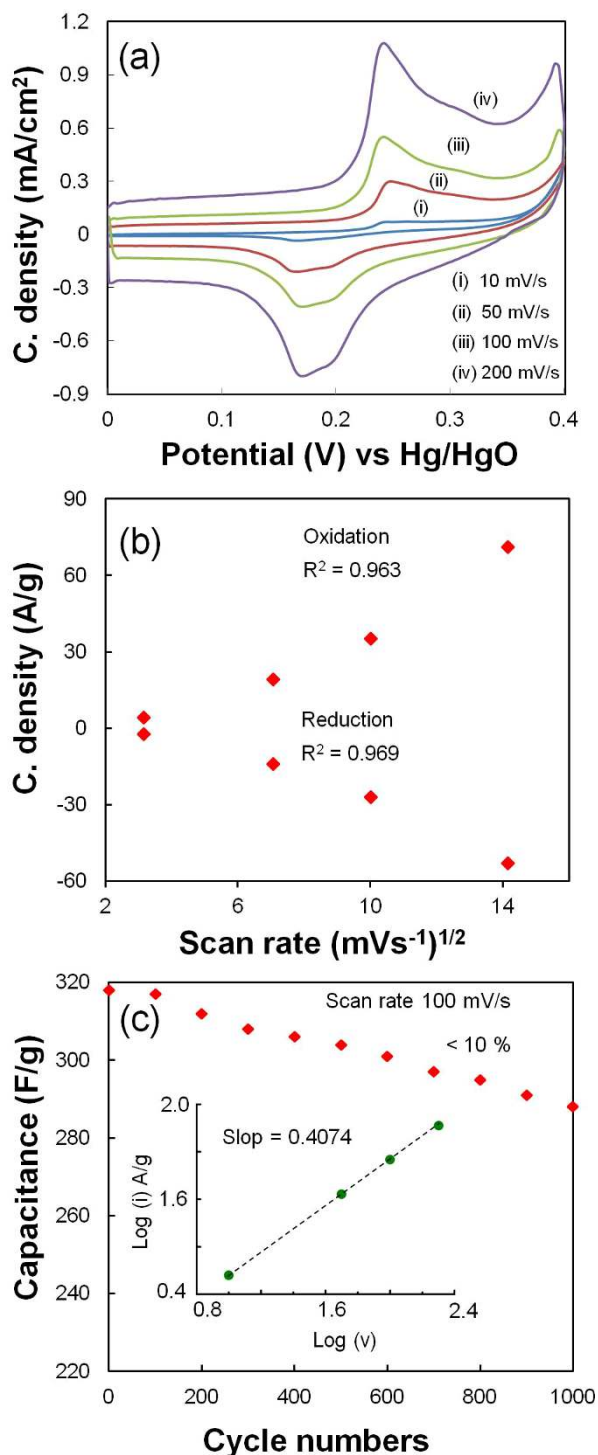 (a)
1.2
0.9
0.6
0.3
0
-0.3
-0.6
-0.9
C. density (mA/cm²)
(iv)
(iii)
(ii)
(i)
(i) 10 mV/s
(ii) 50 mV/s
(iii) 100 mV/s
(iv) 200 mV/s
0 0.1 0.2 0.3 0.4
Potential (V) vs Hg/HgO
(b)
90
60
30
0
-30
-60
C. density (A/g)
Oxidation
R² = 0.963
Reduction
R² = 0.969
2 6 10 14
Scan rate (mVs⁻¹)¹/²
(c)
320
300
280
260
240
220
Capacitance (F/g)
Scan rate 100 mV/s
< 10 %
2.0
1.6
0.4
Log (i) A/g
Slop = 0.4074
0.8 1.6 2.4
Log (v)
0 200 400 600 800 1000
Cycle numbers